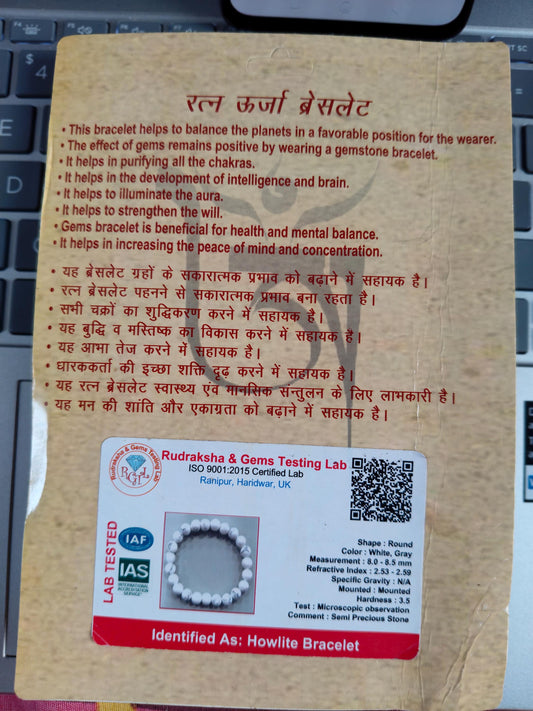 रत्न ऊर्जा ब्रेसलेट
• This bracelet helps to balance the planets in a favorable position for the wearer.
• The effect of gems remains positive by wearing a gemstone bracelet.
• It helps in purifying all the chakras.
• It helps in the development of intelligence and brain.
• It helps to illuminate the aura.
• It helps to strengthen the will.
• Gems bracelet is beneficial for health and mental balance.
• It helps in increasing the peace of mind and concentration.
• यह ब्रेसलेट ग्रहों के सकारात्मक प्रभाव को बढ़ाने में सहायक है।
• रत्न ब्रेसलेट पहनने से सकारात्मक प्रभाव बना रहता है।
• सभी चक्रों का शुद्धिकरण करने में सहायक है।
• यह बुद्धि व मस्तिष्क का विकास करने में सहायक है।
• यह आभा तेज करने में सहायक है।
• धारककर्ता की इच्छा शक्ति दृढ़ करने में सहायक है।
• यह रत्न ब्रेसलेट स्वास्थ्य एंव मानसिक सन्तुलन के लिए लाभकारी है।
• यह मन की शांति और एकाग्रता को बढ़ाने में सहायक है।
Rudraksha & Gems Testing Lab
RGTL
Rudraksha & Gems Testing Lab
ISO 9001:2015 Certified Lab
Ranipur, Haridwar, UK
LAB TESTED
IAF
IAS
INTERNATIONAL
ACCREDITATION
SERVICE
Shape : Round
Color : White, Gray
Measurement : 8.0 - 8.5 mm
Refractive Index : 2.53 - 2.59
Specific Gravity : N/A
Mounted : Mounted
Hardness : 3.5
Test : Microscopic observation
Comment : Semi Precious Stone
Identified As: Howlite Bracelet
$
4
E
D